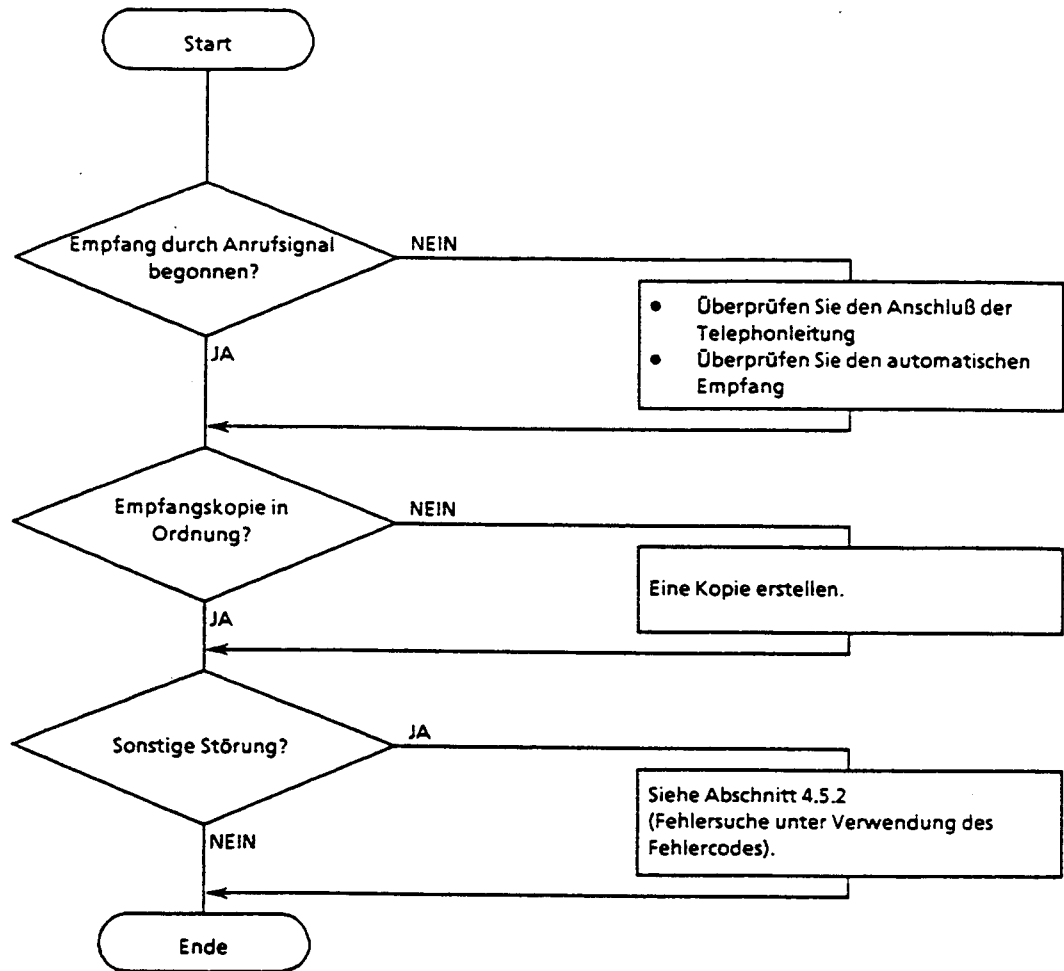 Start
Empfang durch Anrufsignal
begonnen?
NEIN
● Überprüfen Sie den Anschluß der
Telephonleitung
● Überprüfen Sie den automatischen
Empfang
JA
Empfangskopie in
Ordnung?
NEIN
Eine Kopie erstellen.
JA
Sonstige Störung?
JA
Siehe Abschnitt 4.5.2
(Fehlersuche unter Verwendung des
Fehlercodes).
NEIN
Ende